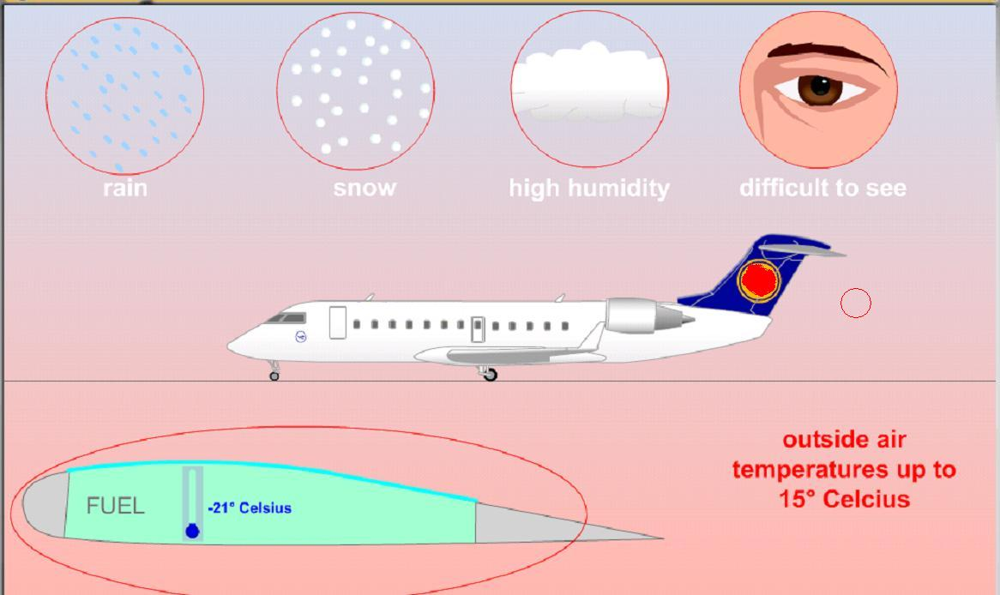 rain
snow
high humidity
difficult to see
outside air
temperatures up to
15° Celcius
FUEL
-21° Celsius